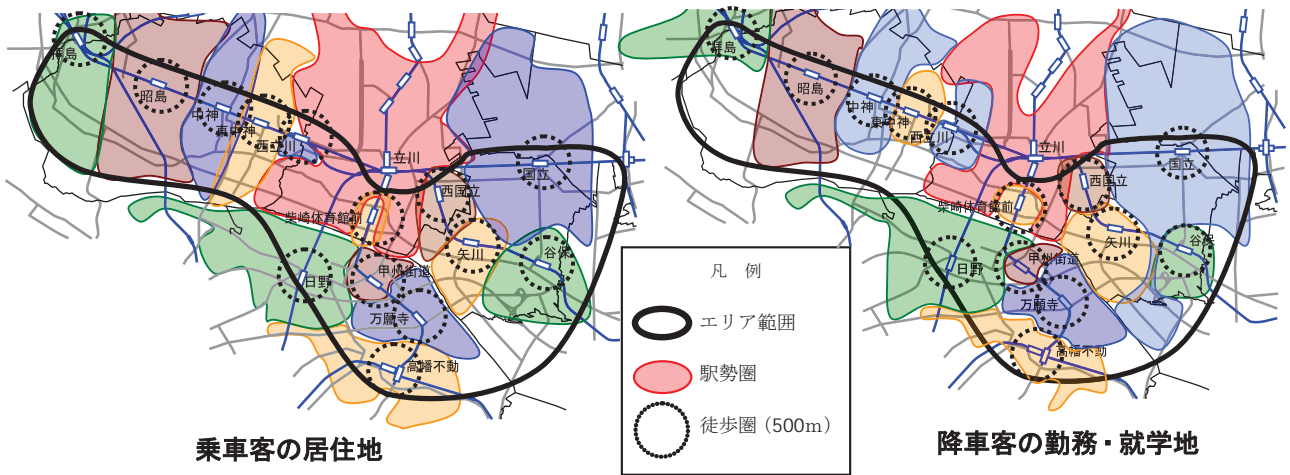 拝島
昭島
中神
東中神
西立川
立川
西国立
国立
柴崎体育館前
矢川
谷保
甲州街道
日野
万願寺
高幡不動
乗車客の居住地
凡 例
エリア範囲
駅勢圏
徒歩圏(500m)
拝島
昭島
中神
東中神
西立川
立川
西国立
国立
柴崎体育館前
矢川
谷保
甲州街道
日野
万願寺
高幡不動
降車客の勤務・就学地